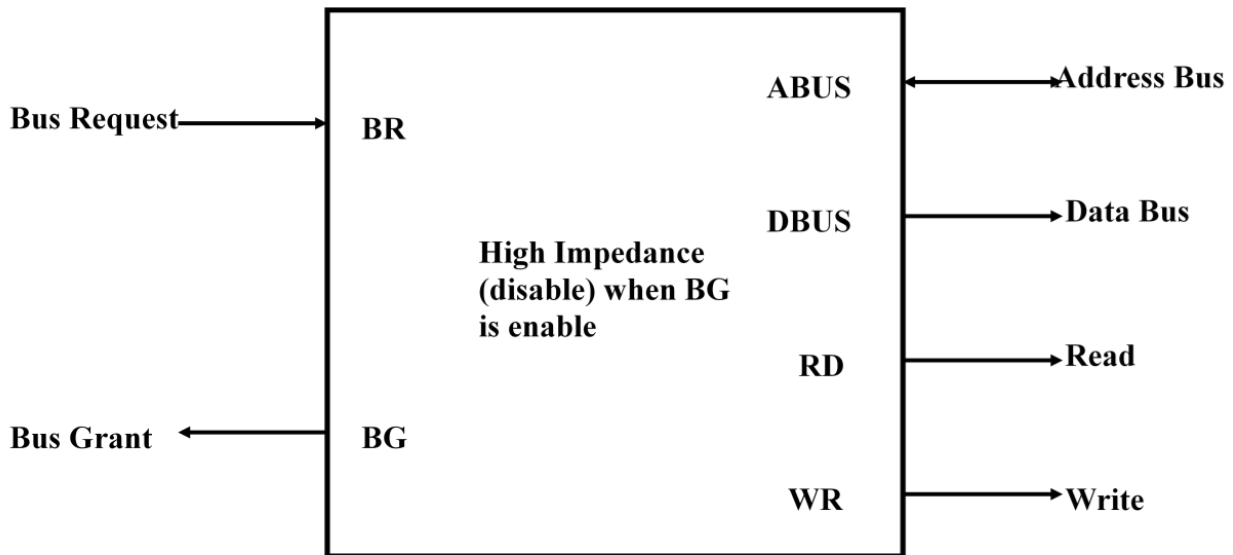 Bus Request
BR
ABUS
Address Bus
DBUS
Data Bus
High Impedance
(disable) when BG
is enable
RD
Read
Bus Grant
BG
WR
Write